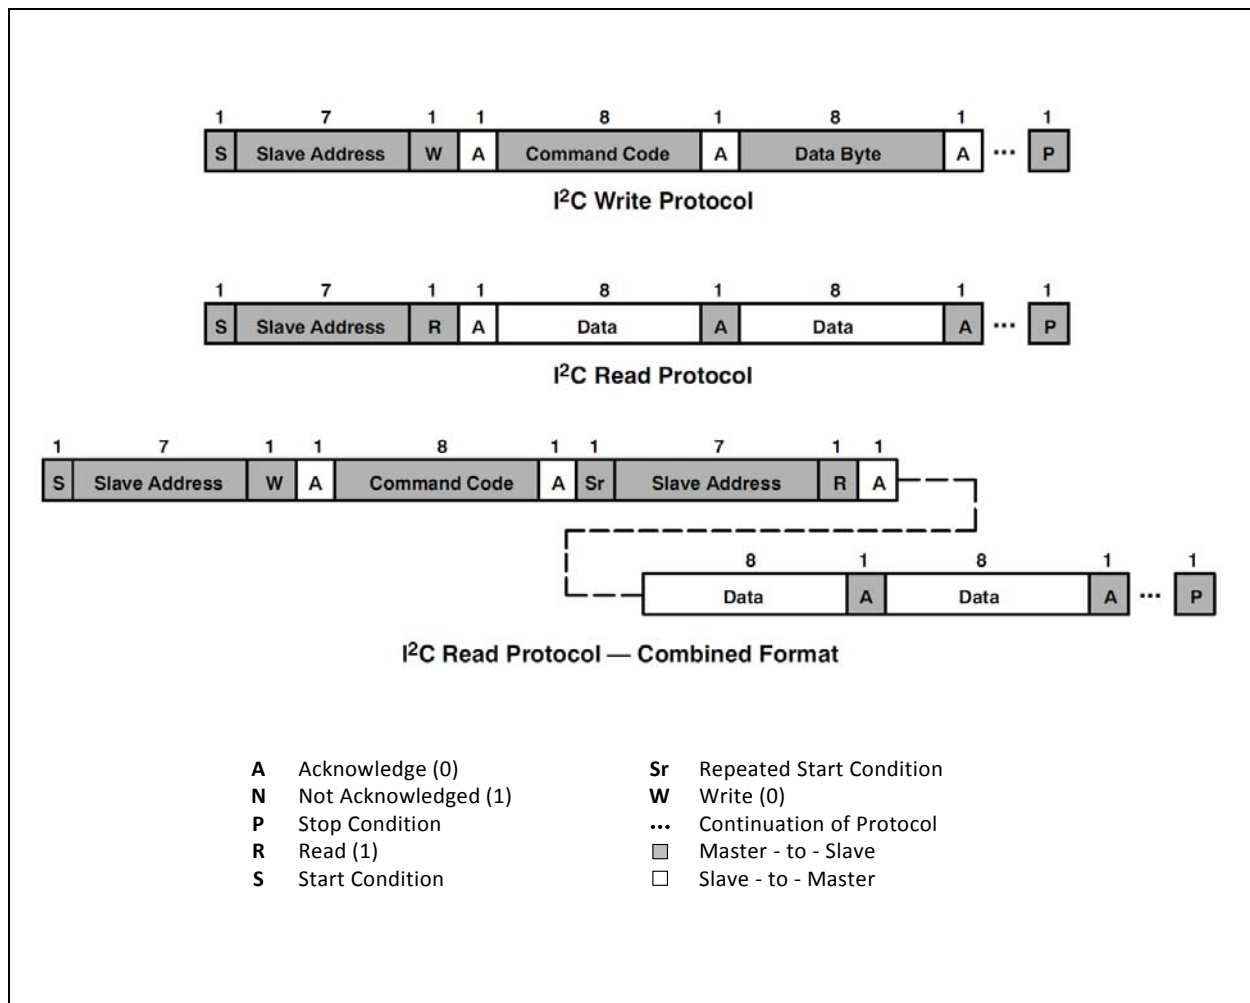 1 7 1 1 8 1 8 1 1
S Slave Address W A Command Code A Data Byte A ... P
I²C Write Protocol
1 7 1 1 8 1 8 1 1
S Slave Address R A Data A Data A ... P
I²C Read Protocol
1 7 1 1 8 1 1 7 1 1
S Slave Address W A Command Code A Sr Slave Address R A
8 1 8 1 1
Data A Data A ... P
I²C Read Protocol — Combined Format
A Acknowledge (0)
N Not Acknowledged (1)
P Stop Condition
R Read (1)
S Start Condition
Sr Repeated Start Condition
W Write (0)
... Continuation of Protocol
Master - to - Slave
Slave - to - Master